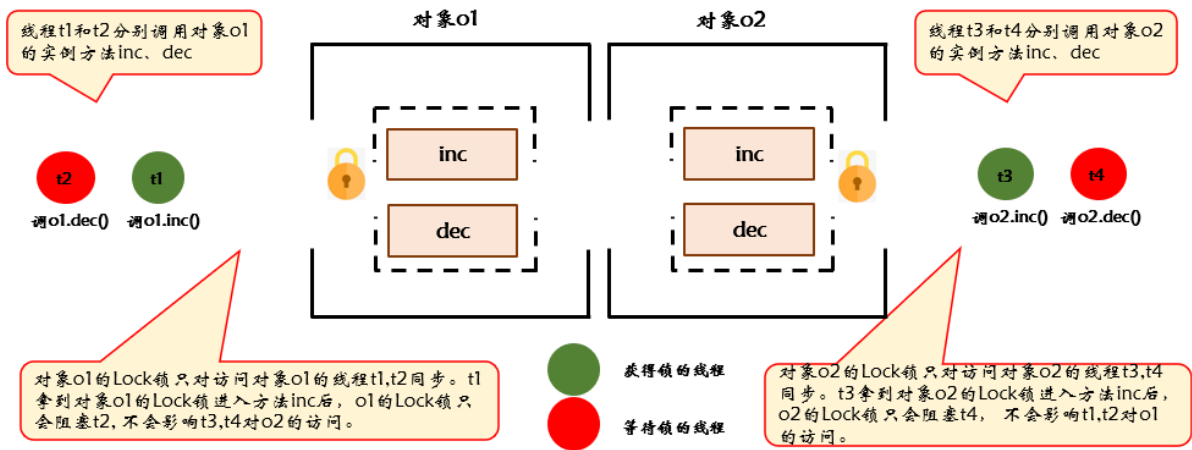 对象o1
对象o2
线程t1和t2分别调用对象o1
的实例方法inc、dec
线程t3和t4分别调用对象o2
的实例方法inc、dec
inc
inc
t2
t1
t3
t4
调o1.dec()
调o1.inc()
调o2.inc()
调o2.dec()
dec
dec
对象o1的Lock锁只对访问对象o1的线程t1,t2同步。t1
拿到对象o1的Lock锁进入方法inc后，o1的Lock锁只
会阻塞t2,不会影响t3,t4对o2的访问。
获得锁的线程
等待锁的线程
对象o2的Lock锁只对访问对象o2的线程t3,t4
同步。t3拿到对象o2的Lock锁进入方法inc后，
o2的Lock锁只会阻塞t4， 不会影响t1,t2对o1
的访问。